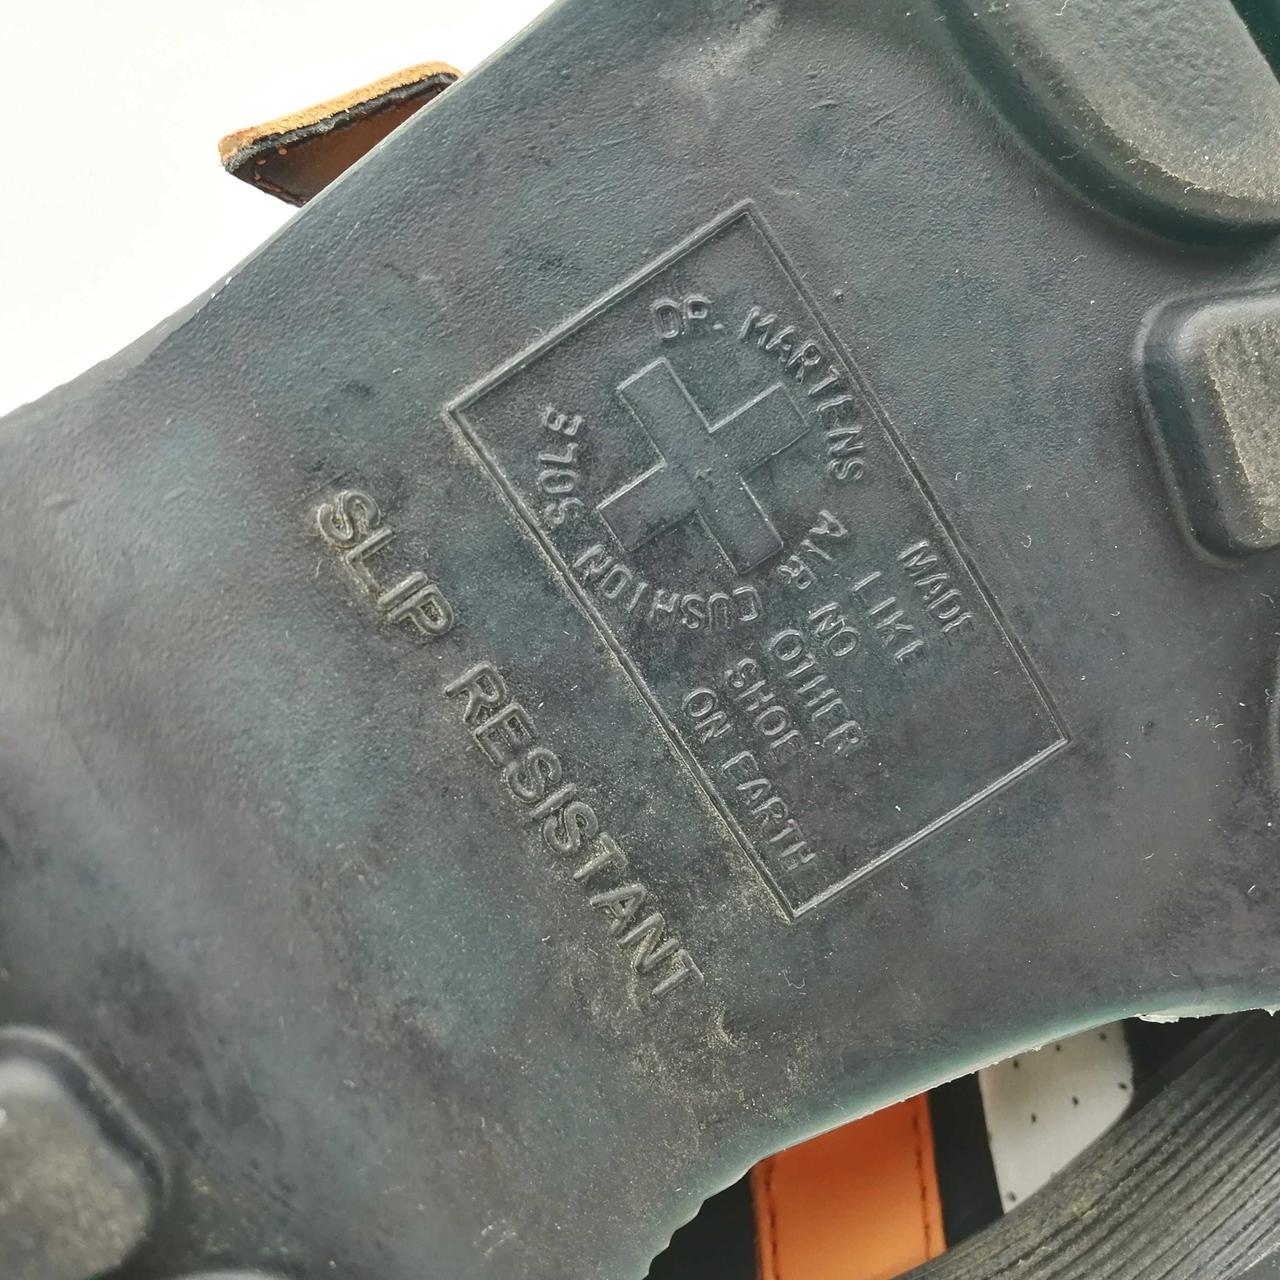 DR. MARTENS
AIR
CUSHION SOLE
MADE
LIKE
NO
OTHER
SHOE
ON EARTH
SLIP RESISTANT